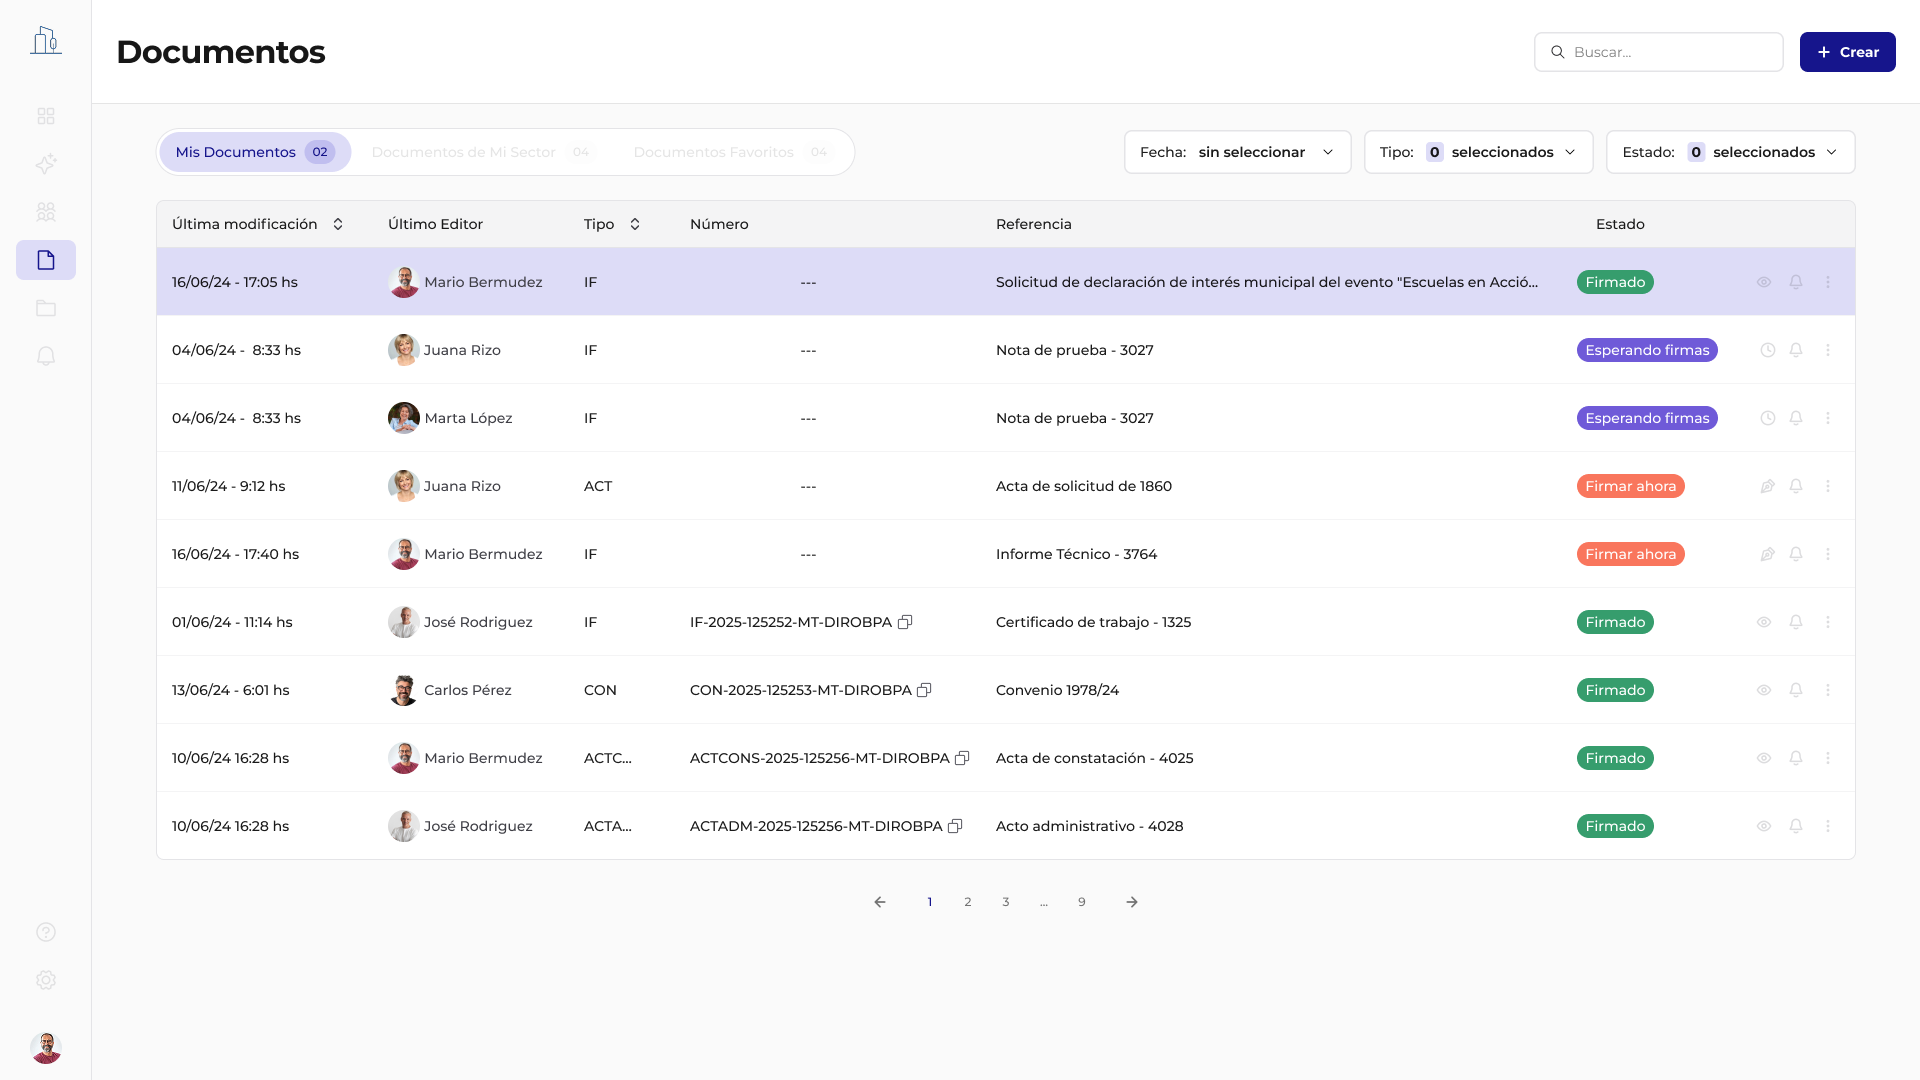 Documentos
Buscar...
Crear
Mis Documentos 02
Documentos de Mi Sector 04
Documentos Favoritos 04
Fecha: sin seleccionar
Tipo: 0 seleccionados
Estado: 0 seleccionados
Última modificación Último Editor Tipo Número Referencia Estado
16/06/24 - 17:05 hs Mario Bermudez IF --- Solicitud de declaración de interés municipal del evento "Escuelas en Acció... Firmado
04/06/24 - 8:33 hs Juana Rizo IF --- Nota de prueba - 3027 Esperando firmas
04/06/24 - 8:33 hs Marta López IF --- Nota de prueba - 3027 Esperando firmas
11/06/24 - 9:12 hs Juana Rizo ACT --- Acta de solicitud de 1860 Firmar ahora
16/06/24 - 17:40 hs Mario Bermudez IF --- Informe Técnico - 3764 Firmar ahora
01/06/24 - 11:14 hs José Rodriguez IF IF-2025-125252-MT-DIROBPA Certificado de trabajo - 1325 Firmado
13/06/24 - 6:01 hs Carlos Pérez CON CON-2025-125253-MT-DIROBPA Convenio 1978/24 Firmado
10/06/24 16:28 hs Mario Bermudez ACTC... ACTCONS-2025-125256-MT-DIROBPA Acta de constatación - 4025 Firmado
10/06/24 16:28 hs José Rodriguez ACTA... ACTADM-2025-125256-MT-DIROBPA Acto administrativo - 4028 Firmado
1 2 3 ... 9